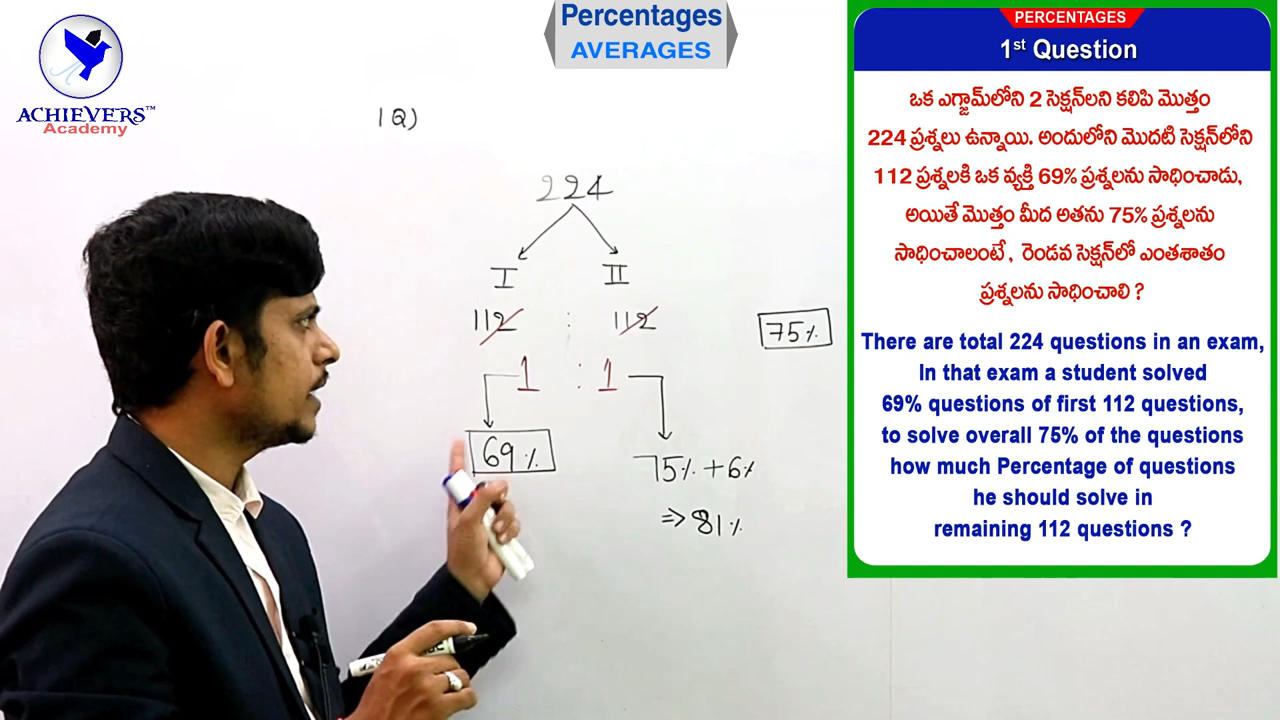 ACHIEVERS™
Academy
Percentages
AVERAGES
1Q)
224
I II
112 : 112
75%
1 : 1
69%
75% + 6%
⇒ 81%
PERCENTAGES
1st Question
ఒక ఎగ్జామ్‌లోని 2 సెక్షన్‌లని కలిపి మొత్తం
224 ప్రశ్నలు ఉన్నాయి. అందులోని మొదటి సెక్షన్‌లోని
112 ప్రశ్నలకి ఒక వ్యక్తి 69% ప్రశ్నలను సాధించాడు,
అయితే మొత్తం మీద అతను 75% ప్రశ్నలను
సాధించాలంటే , రెండవ సెక్షన్‌లో ఎంతశాతం
ప్రశ్నలను సాధించాలి ?
There are total 224 questions in an exam,
In that exam a student solved
69% questions of first 112 questions,
to solve overall 75% of the questions
how much Percentage of questions
he should solve in
remaining 112 questions ?